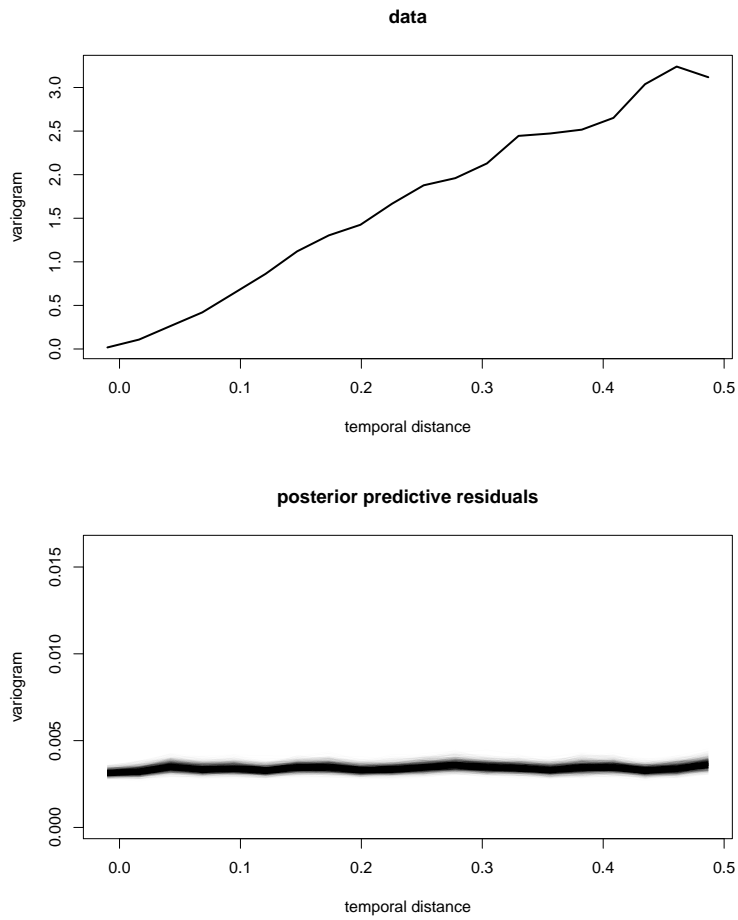 data
variogram
0.0 0.5 1.0 1.5 2.0 2.5 3.0
0.0 0.1 0.2 0.3 0.4 0.5
temporal distance
posterior predictive residuals
variogram
0.000 0.005 0.010 0.015
0.0 0.1 0.2 0.3 0.4 0.5
temporal distance